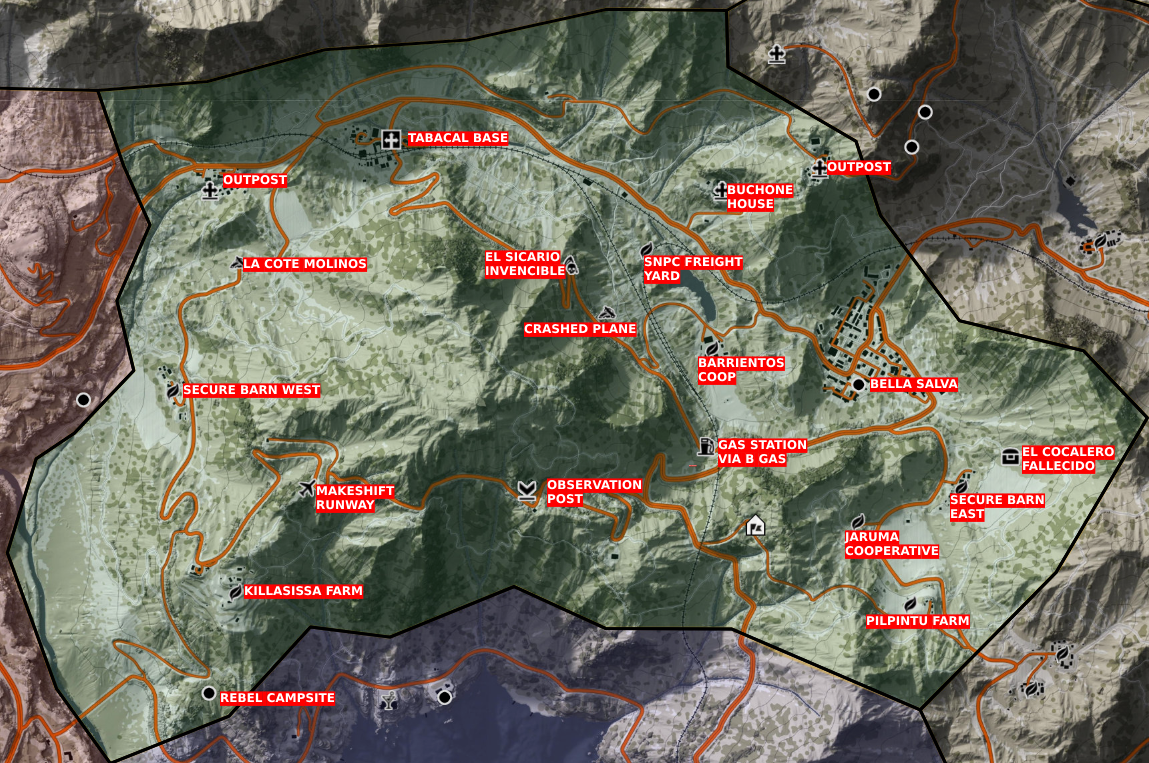 TABACAL BASE
OUTPOST
OUTPOST
BUCHONE
HOUSE
EL SICARIO
INVENCIBLE
LA COTE MOLINOS
SNPC FREIGHT
YARD
CRASHED PLANE
BARRIENTOS
COOP
SECURE BARN WEST
BELLA SALVA
GAS STATION
VIA B GAS
EL COCALERO
FALLECIDO
MAKESHIFT
RUNWAY
OBSERVATION
POST
SECURE BARN
EAST
JARUMA
COOPERATIVE
KILLASISSA FARM
PILPINTU FARM
REBEL CAMPSITE